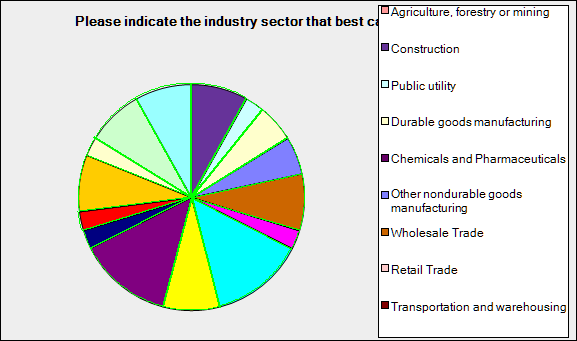 Please indicate the industry sector that best ca
Agriculture, forestry or mining
Construction
Public utility
Durable goods manufacturing
Chemicals and Pharmaceuticals
Other nondurable goods
manufacturing
Wholesale Trade
Retail Trade
Transportation and warehousing